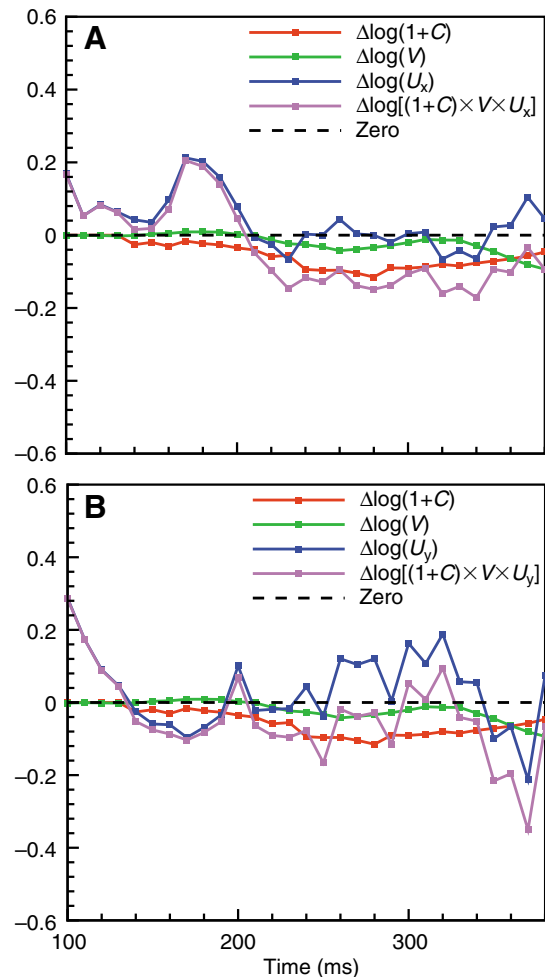 A
Δlog(1+C)
Δlog(V)
Δlog(Uₓ)
Δlog[(1+C)×V×Uₓ]
Zero
0.6
0.4
0.2
0
−0.2
−0.4
−0.6
B
Δlog(1+C)
Δlog(V)
Δlog(U_y)
Δlog[(1+C)×V×U_y]
Zero
0.6
0.4
0.2
0
−0.2
−0.4
−0.6
100 200 300
Time (ms)